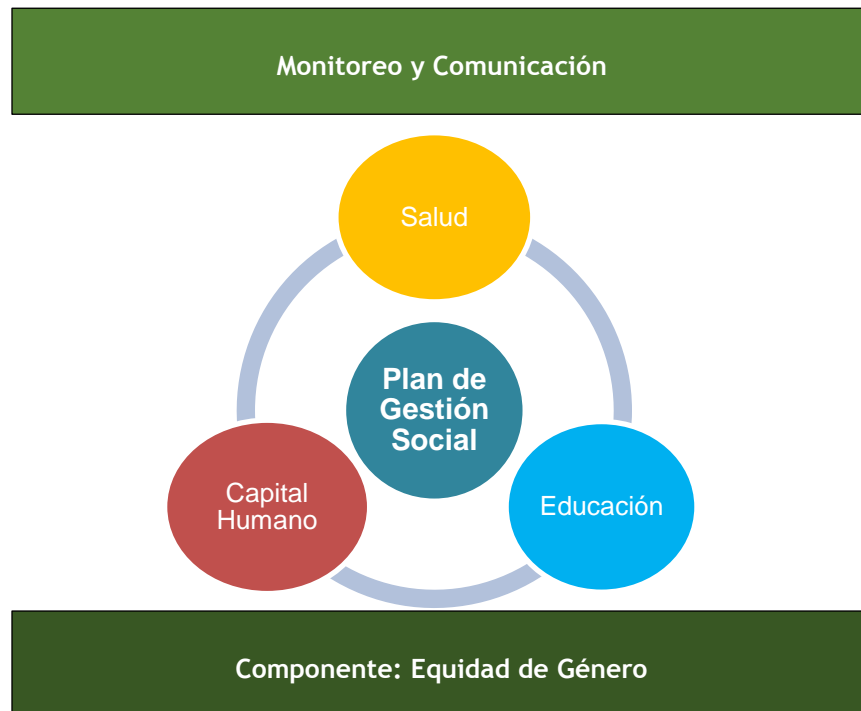 Monitoreo y Comunicación
Salud
Plan de
Gestión
Social
Capital
Humano
Educación
Componente: Equidad de Género